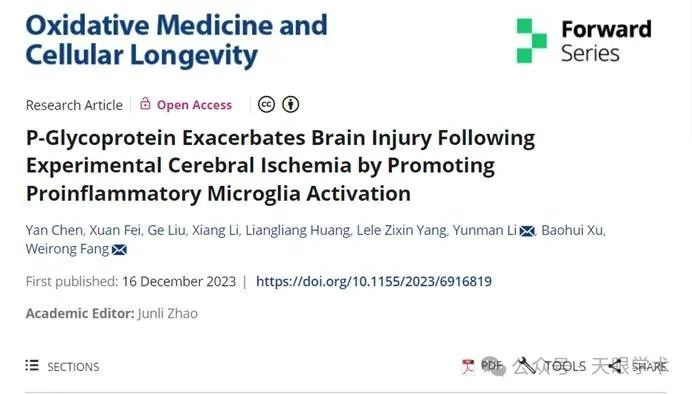 Oxidative Medicine and
Cellular Longevity
Forward
Series
Research Article
Open Access
P-Glycoprotein Exacerbates Brain Injury Following
Experimental Cerebral Ischemia by Promoting
Proinflammatory Microglia Activation
Yan Chen, Xuan Fei, Ge Liu, Xiang Li, Liangliang Huang, Lele Zixin Yang, Yunman Li, Baohui Xu,
Weirong Fang
First published: 16 December 2023 | https://doi.org/10.1155/2023/6916819
Academic Editor: Junli Zhao
SECTIONS
PDF
TOOLS
SHARE
公众号 · 天眼学术